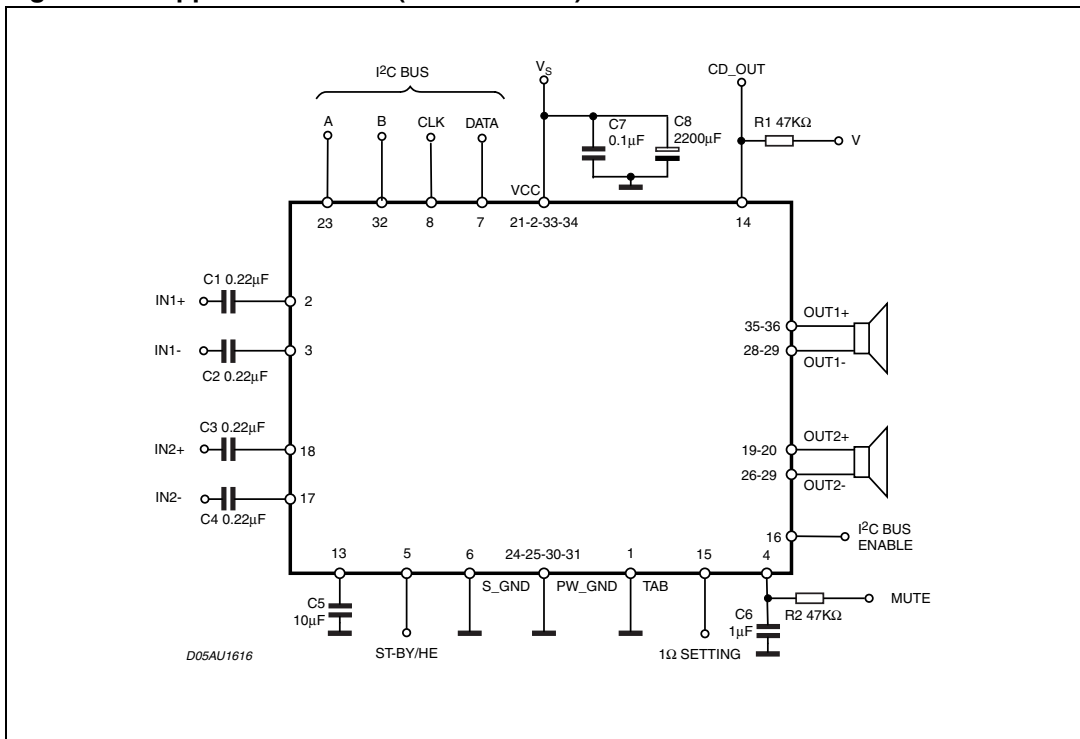 I²C BUS
A B CLK DATA
V_S
CD_OUT
C7
0.1µF
C8
2200µF
R1 47KΩ
V
VCC
23 32 8 7 21-2-33-34 14
C1 0.22µF
IN1+
2
IN1-
3
C2 0.22µF
C3 0.22µF
IN2+
18
IN2-
17
C4 0.22µF
35-36
OUT1+
28-29
OUT1-
19-20
OUT2+
26-29
OUT2-
16
I²C BUS
ENABLE
13 5 6 24-25-30-31 1 15 4
S_GND PW_GND TAB
C5
10µF
ST-BY/HE
1Ω SETTING
C6
1µF
R2 47KΩ
MUTE
D05AU1616